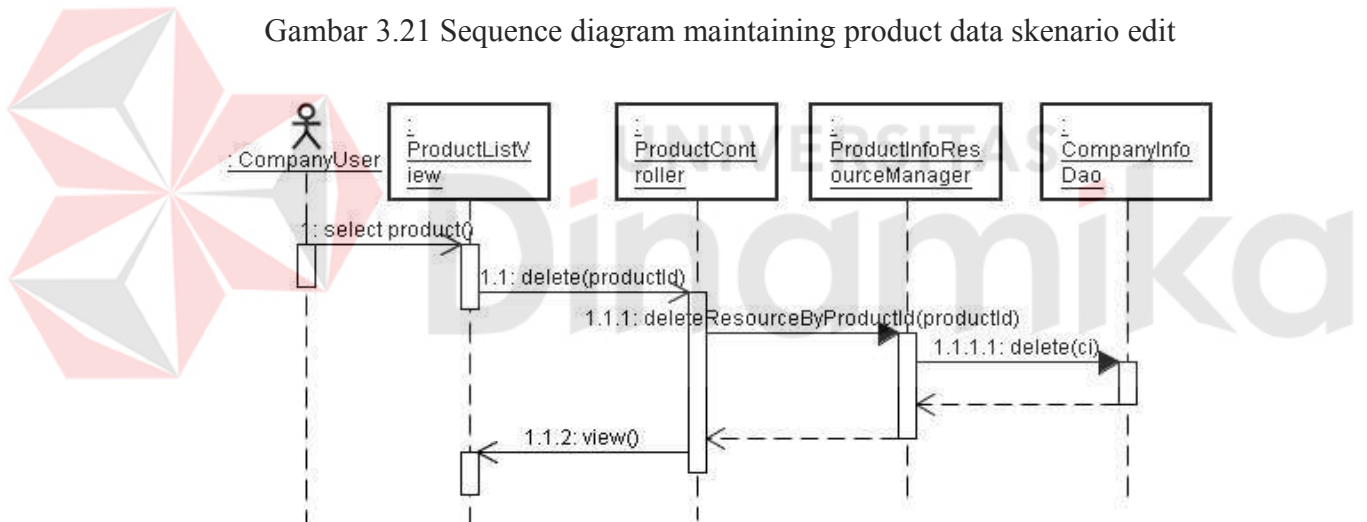 Gambar 3.21 Sequence diagram maintaining product data skenario edit
UNIVERSITAS
Dinamika
: CompanyUser
:
ProductListV
iew
:
ProductCont
roller
:
ProductInfoRes
ourceManager
:
CompanyInfo
Dao
1: select product()
1.1: delete(productId)
1.1.1: deleteResourceByProductId(productId)
1.1.1.1: delete(ci)
1.1.2: view()